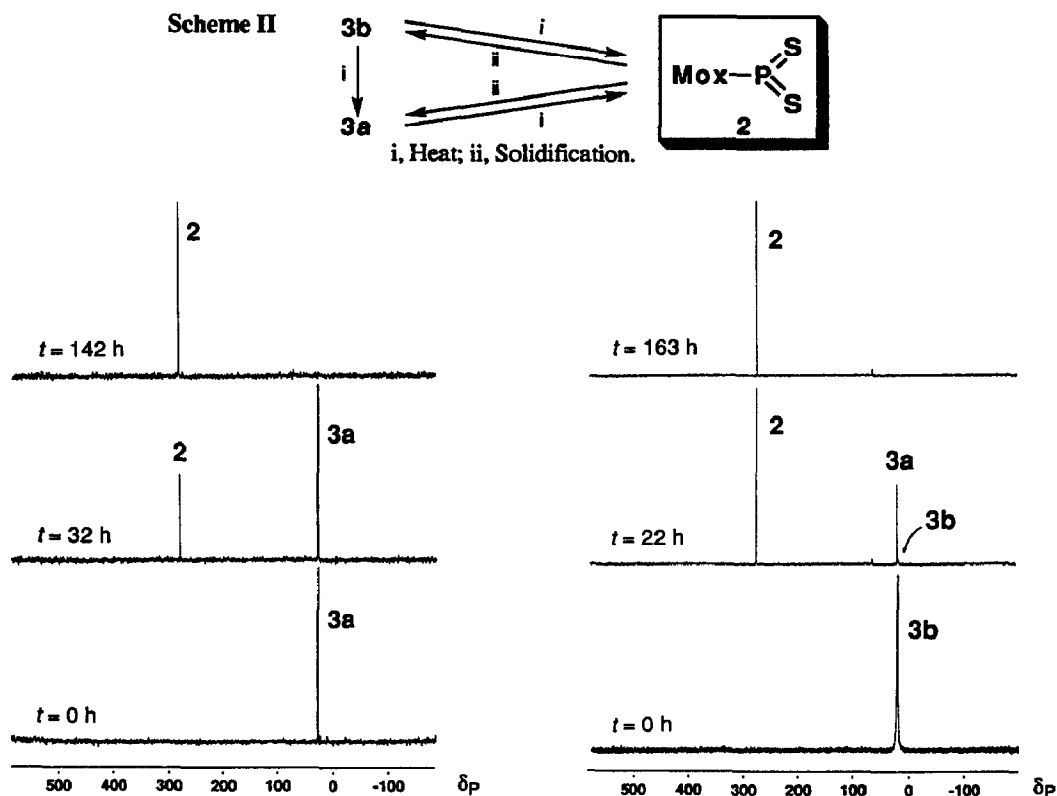 Scheme II
3b
i
i
ii
ii
i
3a
Mox—P
S
S
2
i, Heat; ii, Solidification.
2
t = 142 h
2
3a
t = 32 h
3a
t = 0 h
500 400 300 200 100 0 -100 δP
2
t = 163 h
2
3a
3b
t = 22 h
3b
t = 0 h
500 400 300 200 100 0 -100 δP